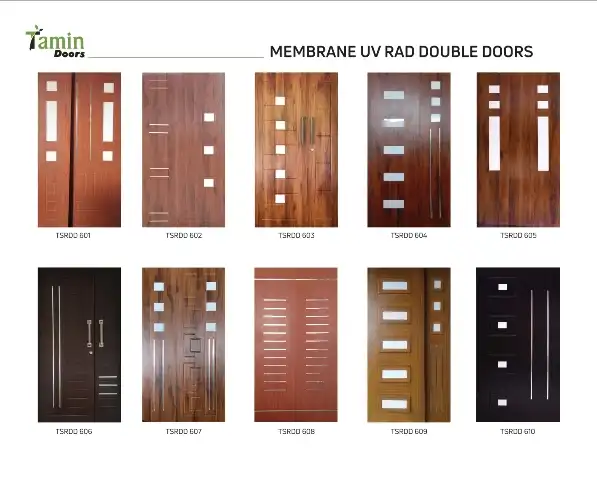 Tamin
Doors
MEMBRANE UV RAD DOUBLE DOORS
TSRDD 601
TSRDD 602
TSRDD 603
TSRDD 604
TSRDD 605
TSRDD 606
TSRDD 607
TSRDD 608
TSRDD 609
TSRDD 610